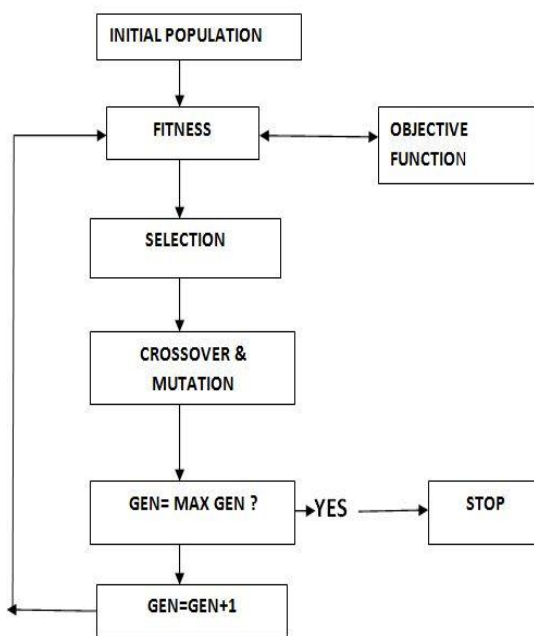 INITIAL POPULATION
FITNESS
OBJECTIVE
FUNCTION
SELECTION
CROSSOVER &
MUTATION
GEN= MAX GEN ?
YES
STOP
GEN=GEN+1